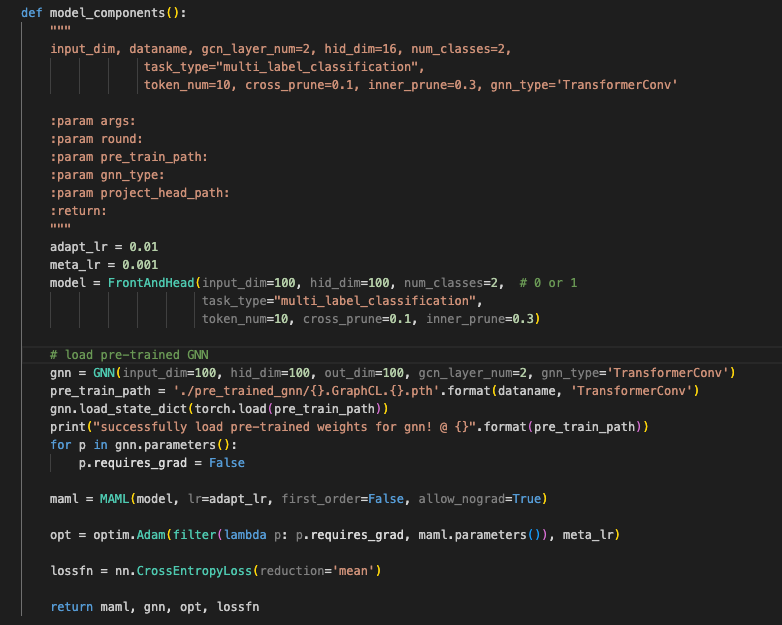 def model_components():
"""
input_dim, dataname, gcn_layer_num=2, hid_dim=16, num_classes=2,
task_type="multi_label_classification",
token_num=10, cross_prune=0.1, inner_prune=0.3, gnn_type='TransformerConv'
:param args:
:param round:
:param pre_train_path:
:param gnn_type:
:param project_head_path:
:return:
"""
adapt_lr = 0.01
meta_lr = 0.001
model = FrontAndHead(input_dim=100, hid_dim=100, num_classes=2,  # 0 or 1
task_type="multi_label_classification",
token_num=10, cross_prune=0.1, inner_prune=0.3)
# load pre-trained GNN
gnn = GNN(input_dim=100, hid_dim=100, out_dim=100, gcn_layer_num=2, gnn_type='TransformerConv')
pre_train_path = './pre_trained_gnn/{}.GraphCL.{}.pth'.format(dataname, 'TransformerConv')
gnn.load_state_dict(torch.load(pre_train_path))
print("successfully load pre-trained weights for gnn! @ {}".format(pre_train_path))
for p in gnn.parameters():
p.requires_grad = False
maml = MAML(model, lr=adapt_lr, first_order=False, allow_nograd=True)
opt = optim.Adam(filter(lambda p: p.requires_grad, maml.parameters()), meta_lr)
lossfn = nn.CrossEntropyLoss(reduction='mean')
return maml, gnn, opt, lossfn